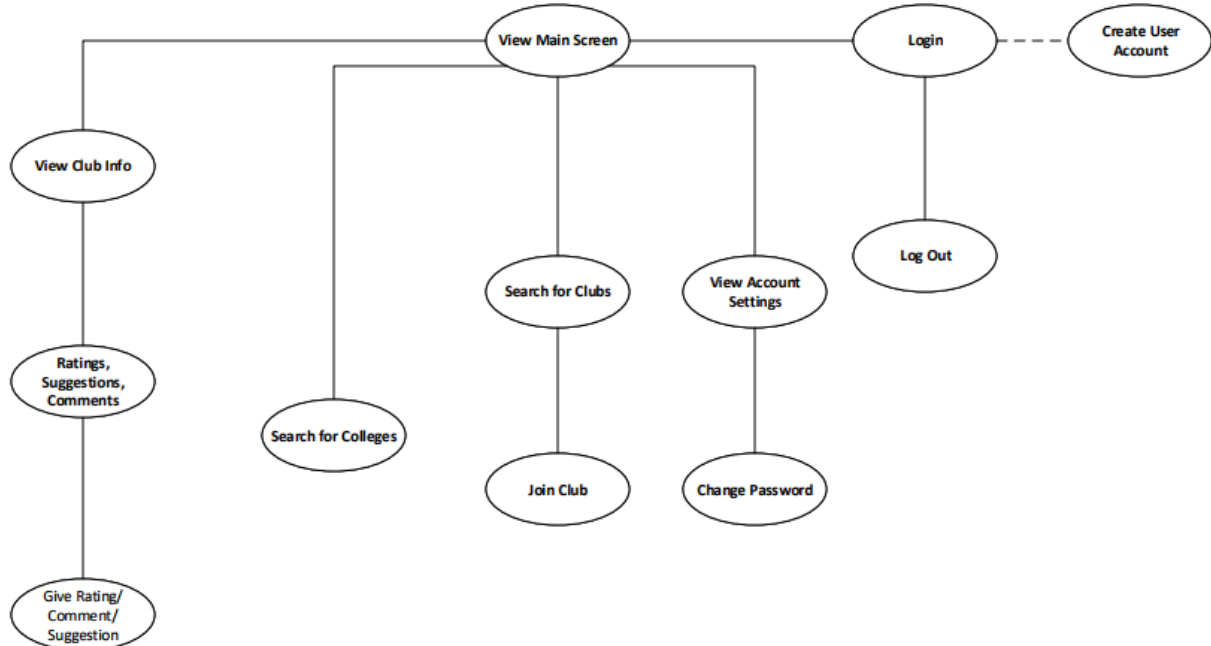 View Main Screen
Login
Create User
Account
View Club Info
Log Out
Search for Clubs
View Account
Settings
Ratings,
Suggestions,
Comments
Search for Colleges
Join Club
Change Password
Give Rating/
Comment/
Suggestion